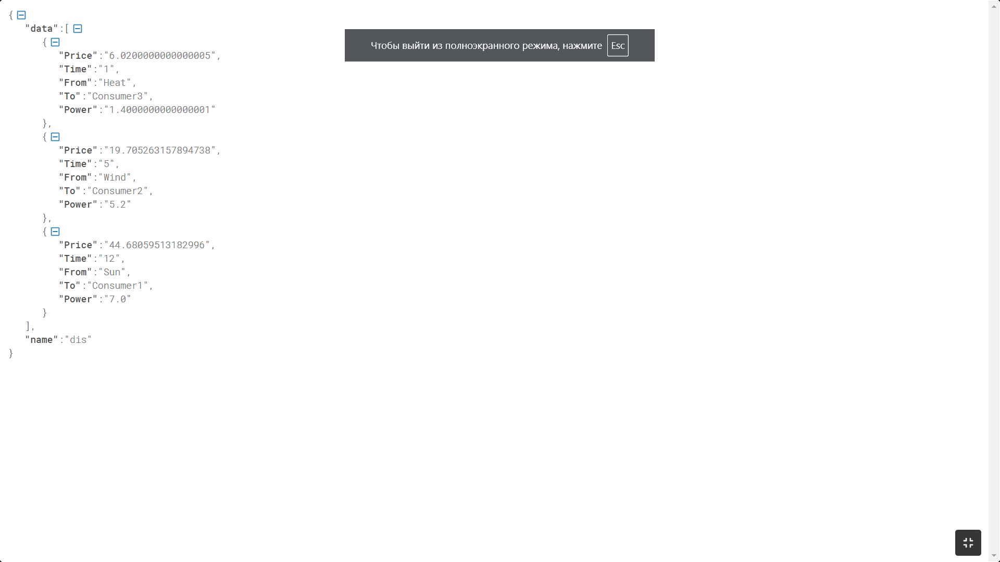 {
"data":[
{
"Price":"6.0200000000000005",
"Time":"1",
"From":"Heat",
"To":"Consumer3",
"Power":"1.4000000000000001"
},
{
"Price":"19.705263157894738",
"Time":"5",
"From":"Wind",
"To":"Consumer2",
"Power":"5.2"
},
{
"Price":"44.68059513182996",
"Time":"12",
"From":"Sun",
"To":"Consumer1",
"Power":"7.0"
}
],
"name":"dis"
}
Чтобы выйти из полноэкранного режима, нажмите Esc